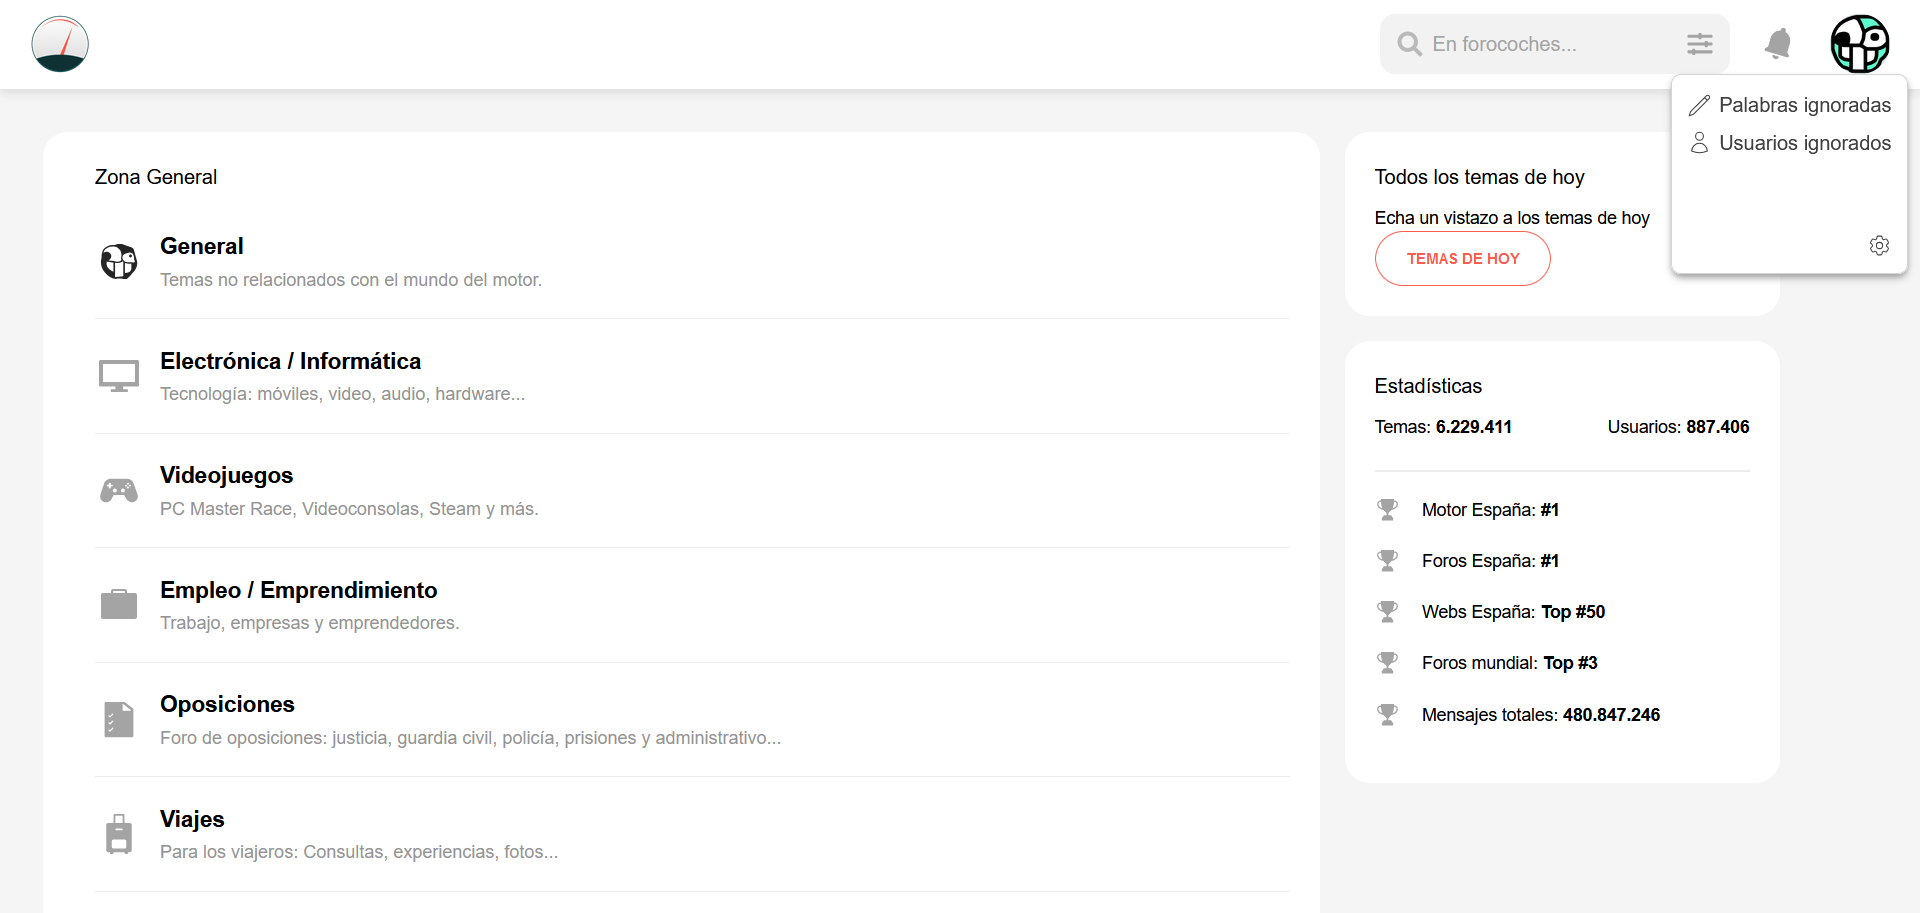 En forocoches...
Palabras ignoradas
Usuarios ignorados
Zona General
General
Temas no relacionados con el mundo del motor.
Electrónica / Informática
Tecnología: móviles, video, audio, hardware...
Videojuegos
PC Master Race, Videoconsolas, Steam y más.
Empleo / Emprendimiento
Trabajo, empresas y emprendedores.
Oposiciones
Foro de oposiciones: justicia, guardia civil, policía, prisiones y administrativo...
Viajes
Para los viajeros: Consultas, experiencias, fotos...
Todos los temas de hoy
Echa un vistazo a los temas de hoy
TEMAS DE HOY
Estadísticas
Temas: 6.229.411
Usuarios: 887.406
Motor España: #1
Foros España: #1
Webs España: Top #50
Foros mundial: Top #3
Mensajes totales: 480.847.246